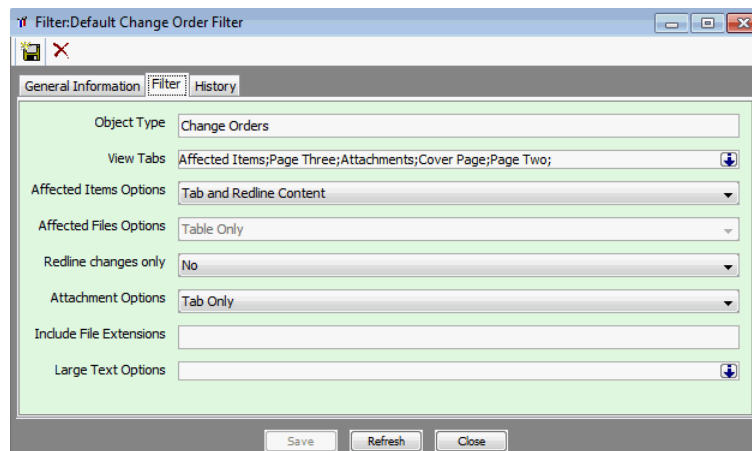 Filter:Default Change Order Filter
General Information Filter History
Object Type Change Orders
View Tabs Affected Items;Page Three;Attachments;Cover Page;Page Two;
Affected Items Options Tab and Redline Content
Affected Files Options Table Only
Redline changes only No
Attachment Options Tab Only
Include File Extensions
Large Text Options
Save Refresh Close